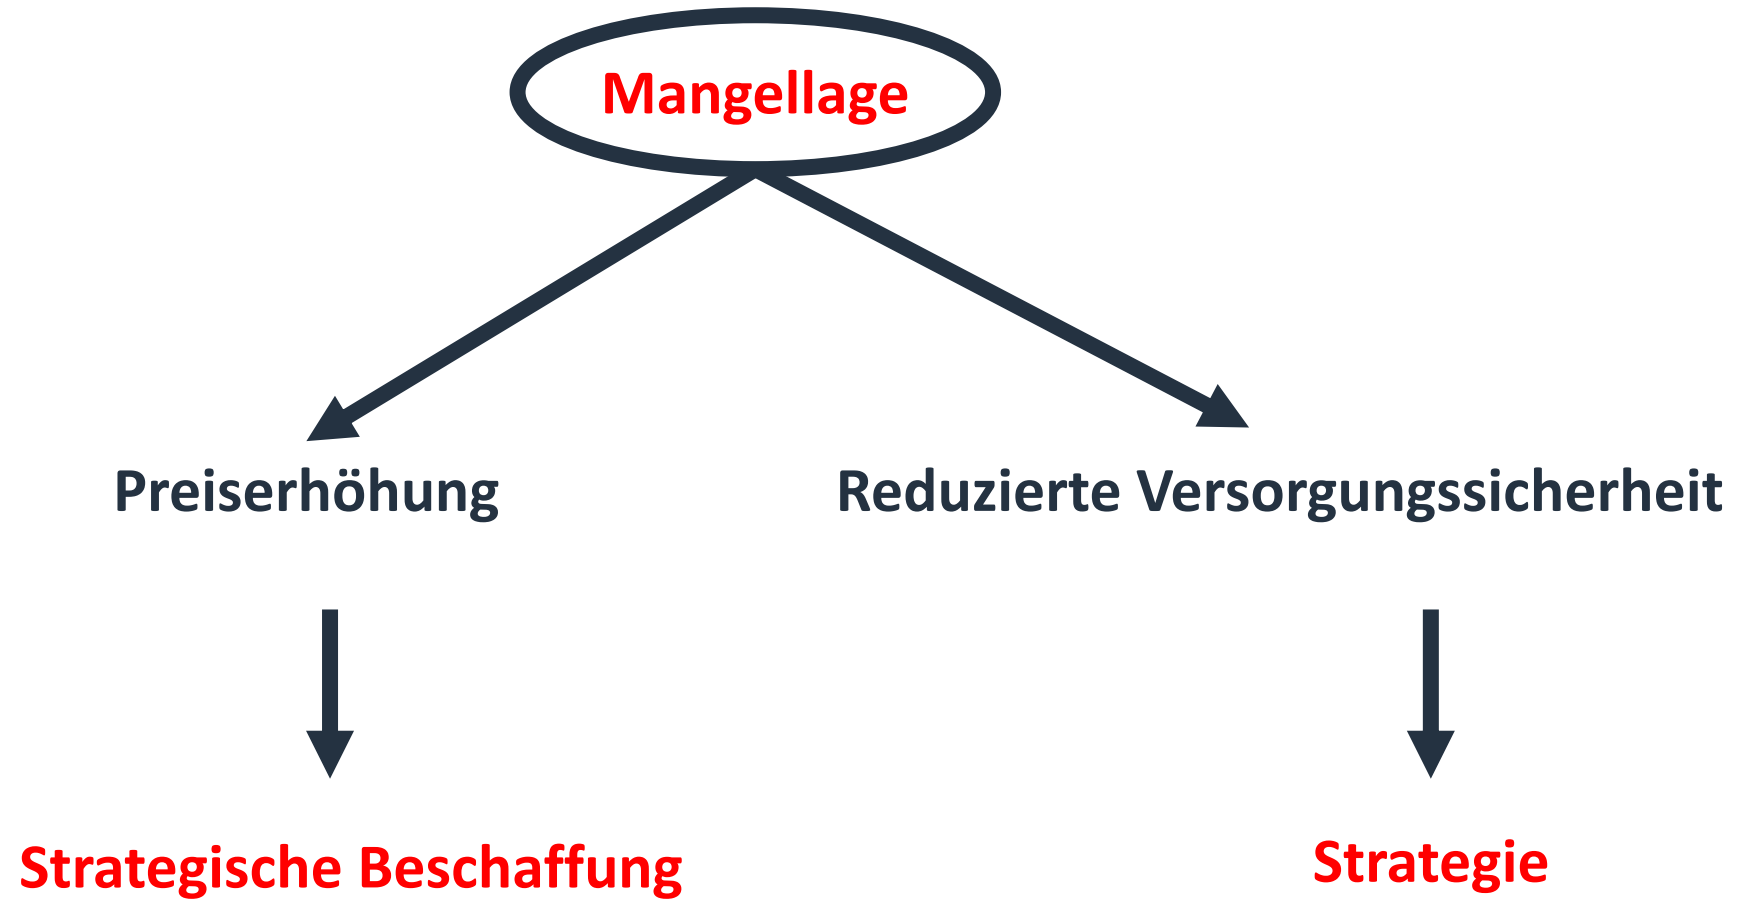 Mangellage
Preiserhöhung
Reduzierte Versorgungssicherheit
Strategische Beschaffung
Strategie